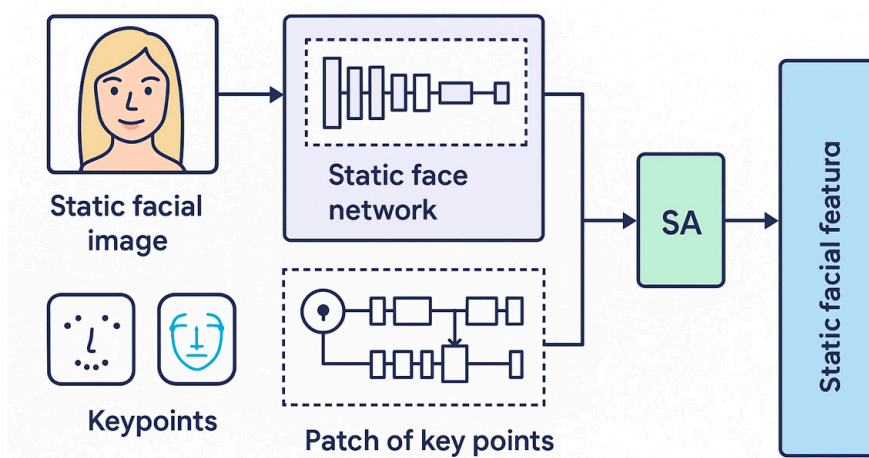 Static facial
image
Static face
network
Keypoints
Patch of key points
SA
Static facial featura